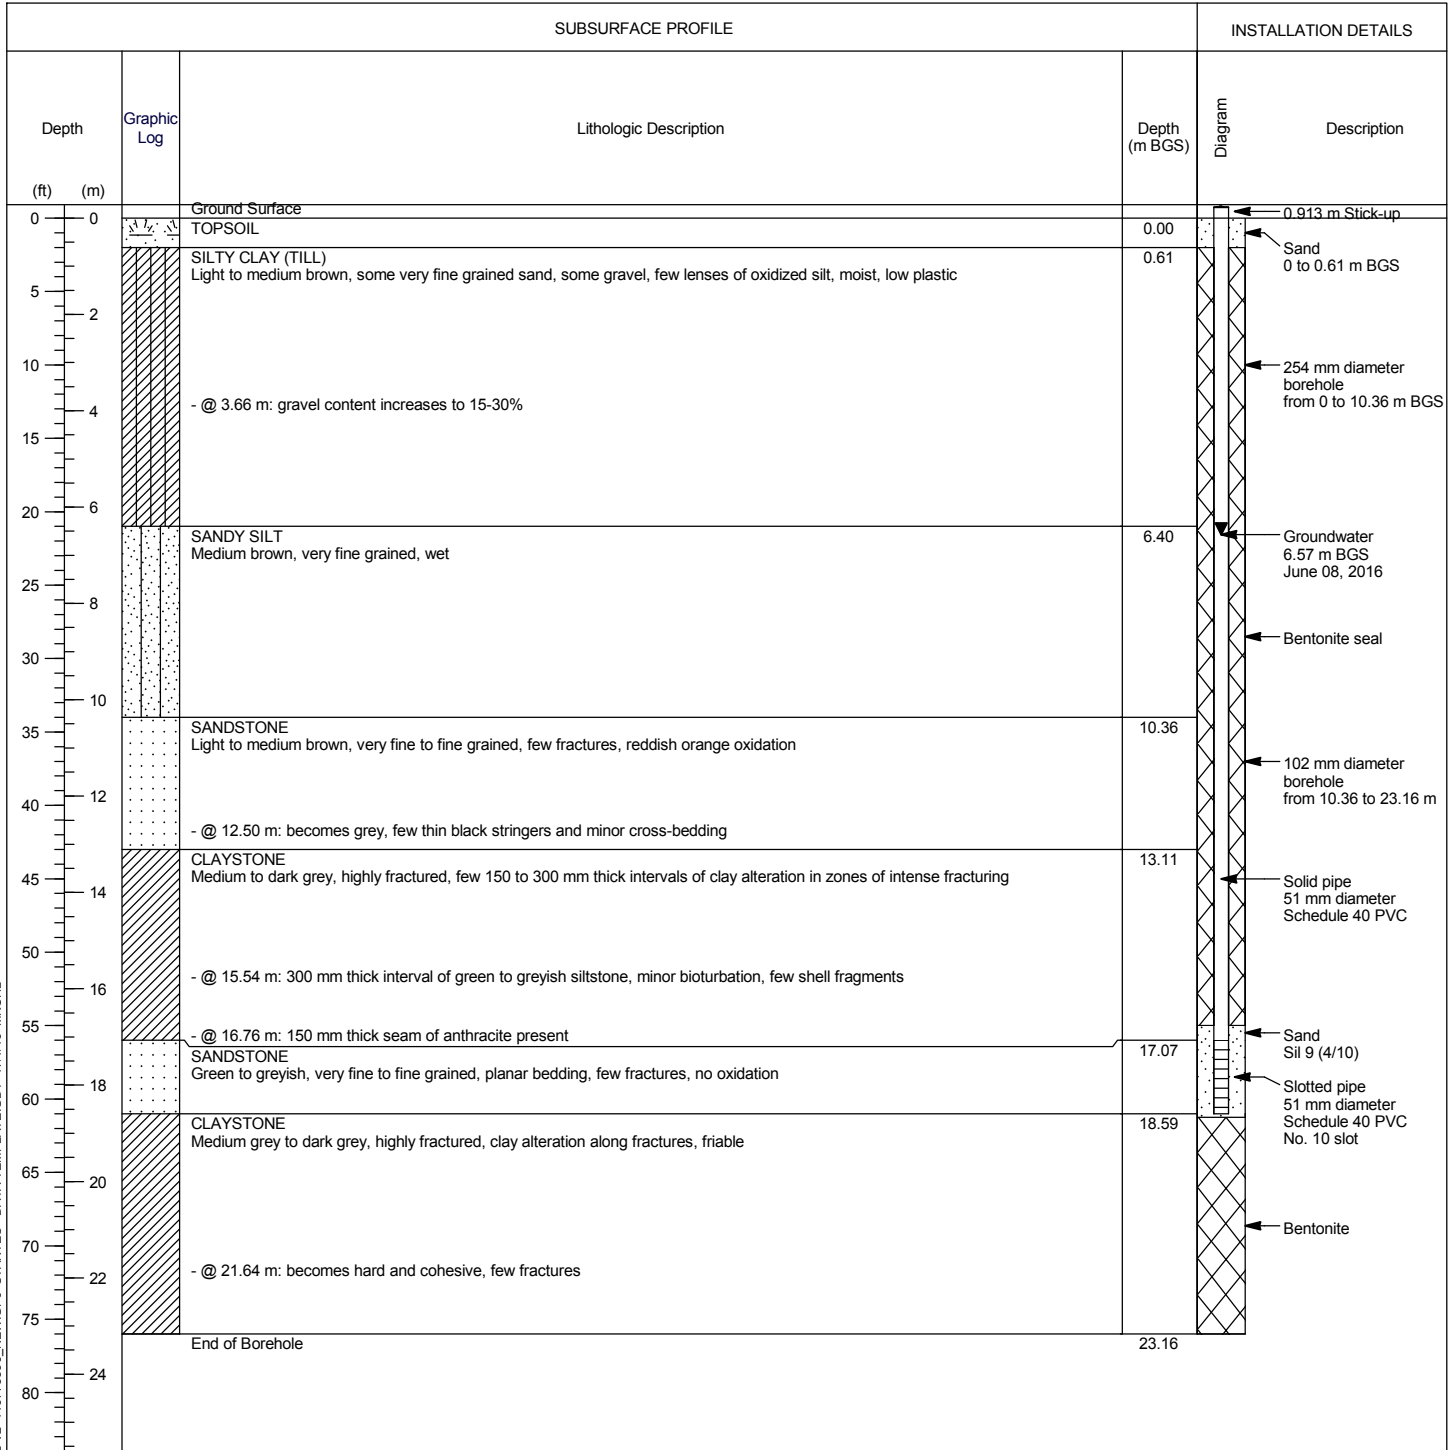 SUBSURFACE PROFILE
INSTALLATION DETAILS
Depth
Graphic
Log
Lithologic Description
Depth
(m BGS)
Diagram
Description
(ft) (m)
Ground Surface
0 0
TOPSOIL
0.00
0.913 m Stick-up
Sand
0 to 0.61 m BGS
SILTY CLAY (TILL)
0.61
Light to medium brown, some very fine grained sand, some gravel, few lenses of oxidized silt, moist, low plastic
5
2
10
254 mm diameter
borehole
from 0 to 10.36 m BGS
- @ 3.66 m: gravel content increases to 15-30%
4
15
6
20
SANDY SILT
6.40
Medium brown, very fine grained, wet
Groundwater
6.57 m BGS
June 08, 2016
25
8
Bentonite seal
30
10
SANDSTONE
10.36
Light to medium brown, very fine to fine grained, few fractures, reddish orange oxidation
35
102 mm diameter
borehole
from 10.36 to 23.16 m
12
40
- @ 12.50 m: becomes grey, few thin black stringers and minor cross-bedding
CLAYSTONE
13.11
Medium to dark grey, highly fractured, few 150 to 300 mm thick intervals of clay alteration in zones of intense fracturing
45
14
Solid pipe
51 mm diameter
Schedule 40 PVC
50
- @ 15.54 m: 300 mm thick interval of green to greyish siltstone, minor bioturbation, few shell fragments
16
55
- @ 16.76 m: 150 mm thick seam of anthracite present
Sand
Sil 9 (4/10)
SANDSTONE
17.07
Green to greyish, very fine to fine grained, planar bedding, few fractures, no oxidation
18
60
Slotted pipe
51 mm diameter
Schedule 40 PVC
No. 10 slot
CLAYSTONE
18.59
Medium grey to dark grey, highly fractured, clay alteration along fractures, friable
65
20
Bentonite
70
- @ 21.64 m: becomes hard and cohesive, few fractures
22
75
End of Borehole
23.16
24
80